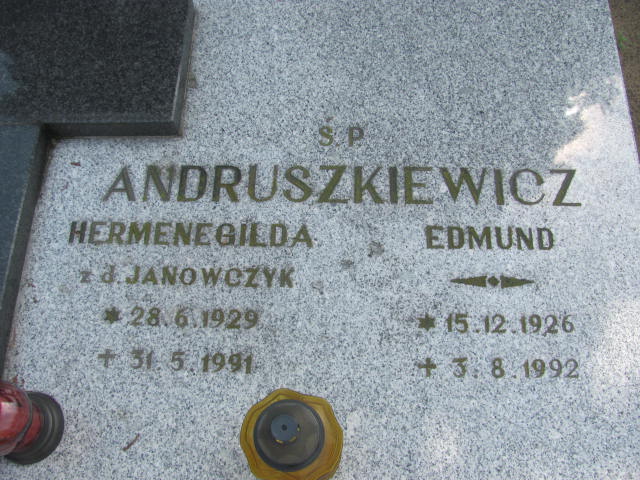 Ś.P.
ANDRUSZKIEWICZ
HERMENEGILDA
z d. JANOWCZYK
* 28.6.1929
+ 31.5.1991
EDMUND
* 15.12.1926
+ 3.8.1992